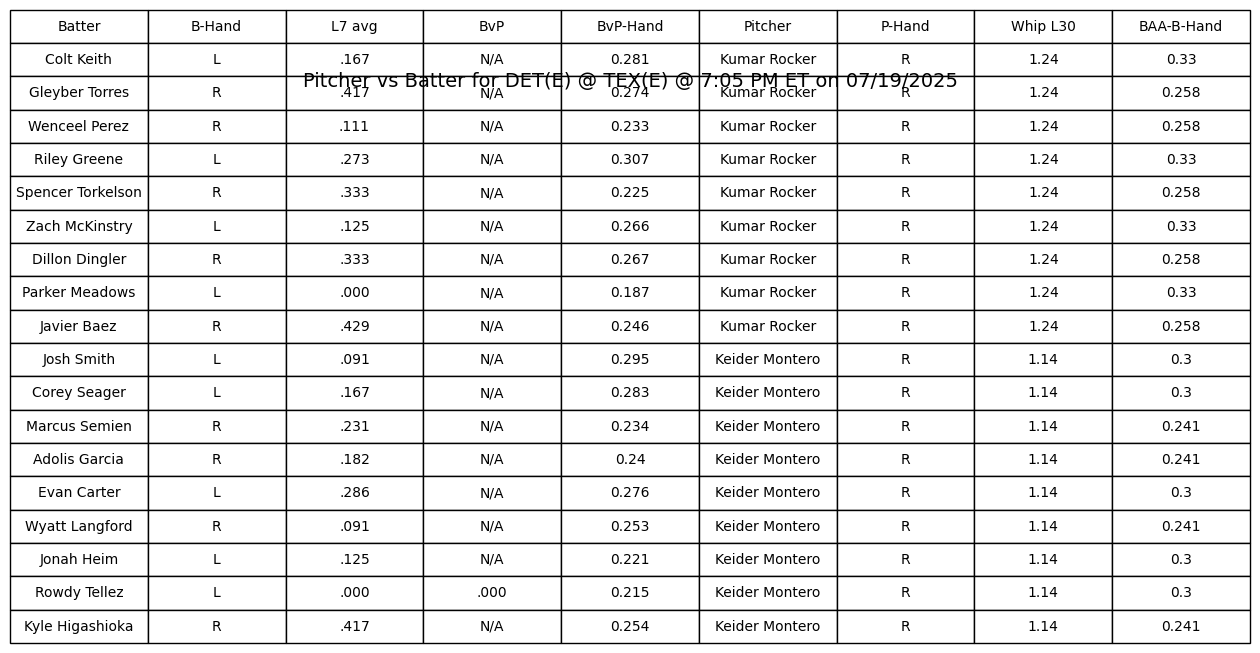 Batter B-Hand L7 avg BvP BvP-Hand Pitcher P-Hand Whip L30 BAA-B-Hand
Colt Keith L .167 N/A 0.281 Kumar Rocker R 1.24 0.33
Pitcher vs Batter for DET(E) @ TEX(E) @ 7:05 PM ET on 07/19/2025
Gleyber Torres R .417 N/A 0.274 Kumar Rocker R 1.24 0.258
Wenceel Perez R .111 N/A 0.233 Kumar Rocker R 1.24 0.258
Riley Greene L .273 N/A 0.307 Kumar Rocker R 1.24 0.33
Spencer Torkelson R .333 N/A 0.225 Kumar Rocker R 1.24 0.258
Zach McKinstry L .125 N/A 0.266 Kumar Rocker R 1.24 0.33
Dillon Dingler R .333 N/A 0.267 Kumar Rocker R 1.24 0.258
Parker Meadows L .000 N/A 0.187 Kumar Rocker R 1.24 0.33
Javier Baez R .429 N/A 0.246 Kumar Rocker R 1.24 0.258
Josh Smith L .091 N/A 0.295 Keider Montero R 1.14 0.3
Corey Seager L .167 N/A 0.283 Keider Montero R 1.14 0.3
Marcus Semien R .231 N/A 0.234 Keider Montero R 1.14 0.241
Adolis Garcia R .182 N/A 0.24 Keider Montero R 1.14 0.241
Evan Carter L .286 N/A 0.276 Keider Montero R 1.14 0.3
Wyatt Langford R .091 N/A 0.253 Keider Montero R 1.14 0.241
Jonah Heim L .125 N/A 0.221 Keider Montero R 1.14 0.3
Rowdy Tellez L .000 .000 0.215 Keider Montero R 1.14 0.3
Kyle Higashioka R .417 N/A 0.254 Keider Montero R 1.14 0.241